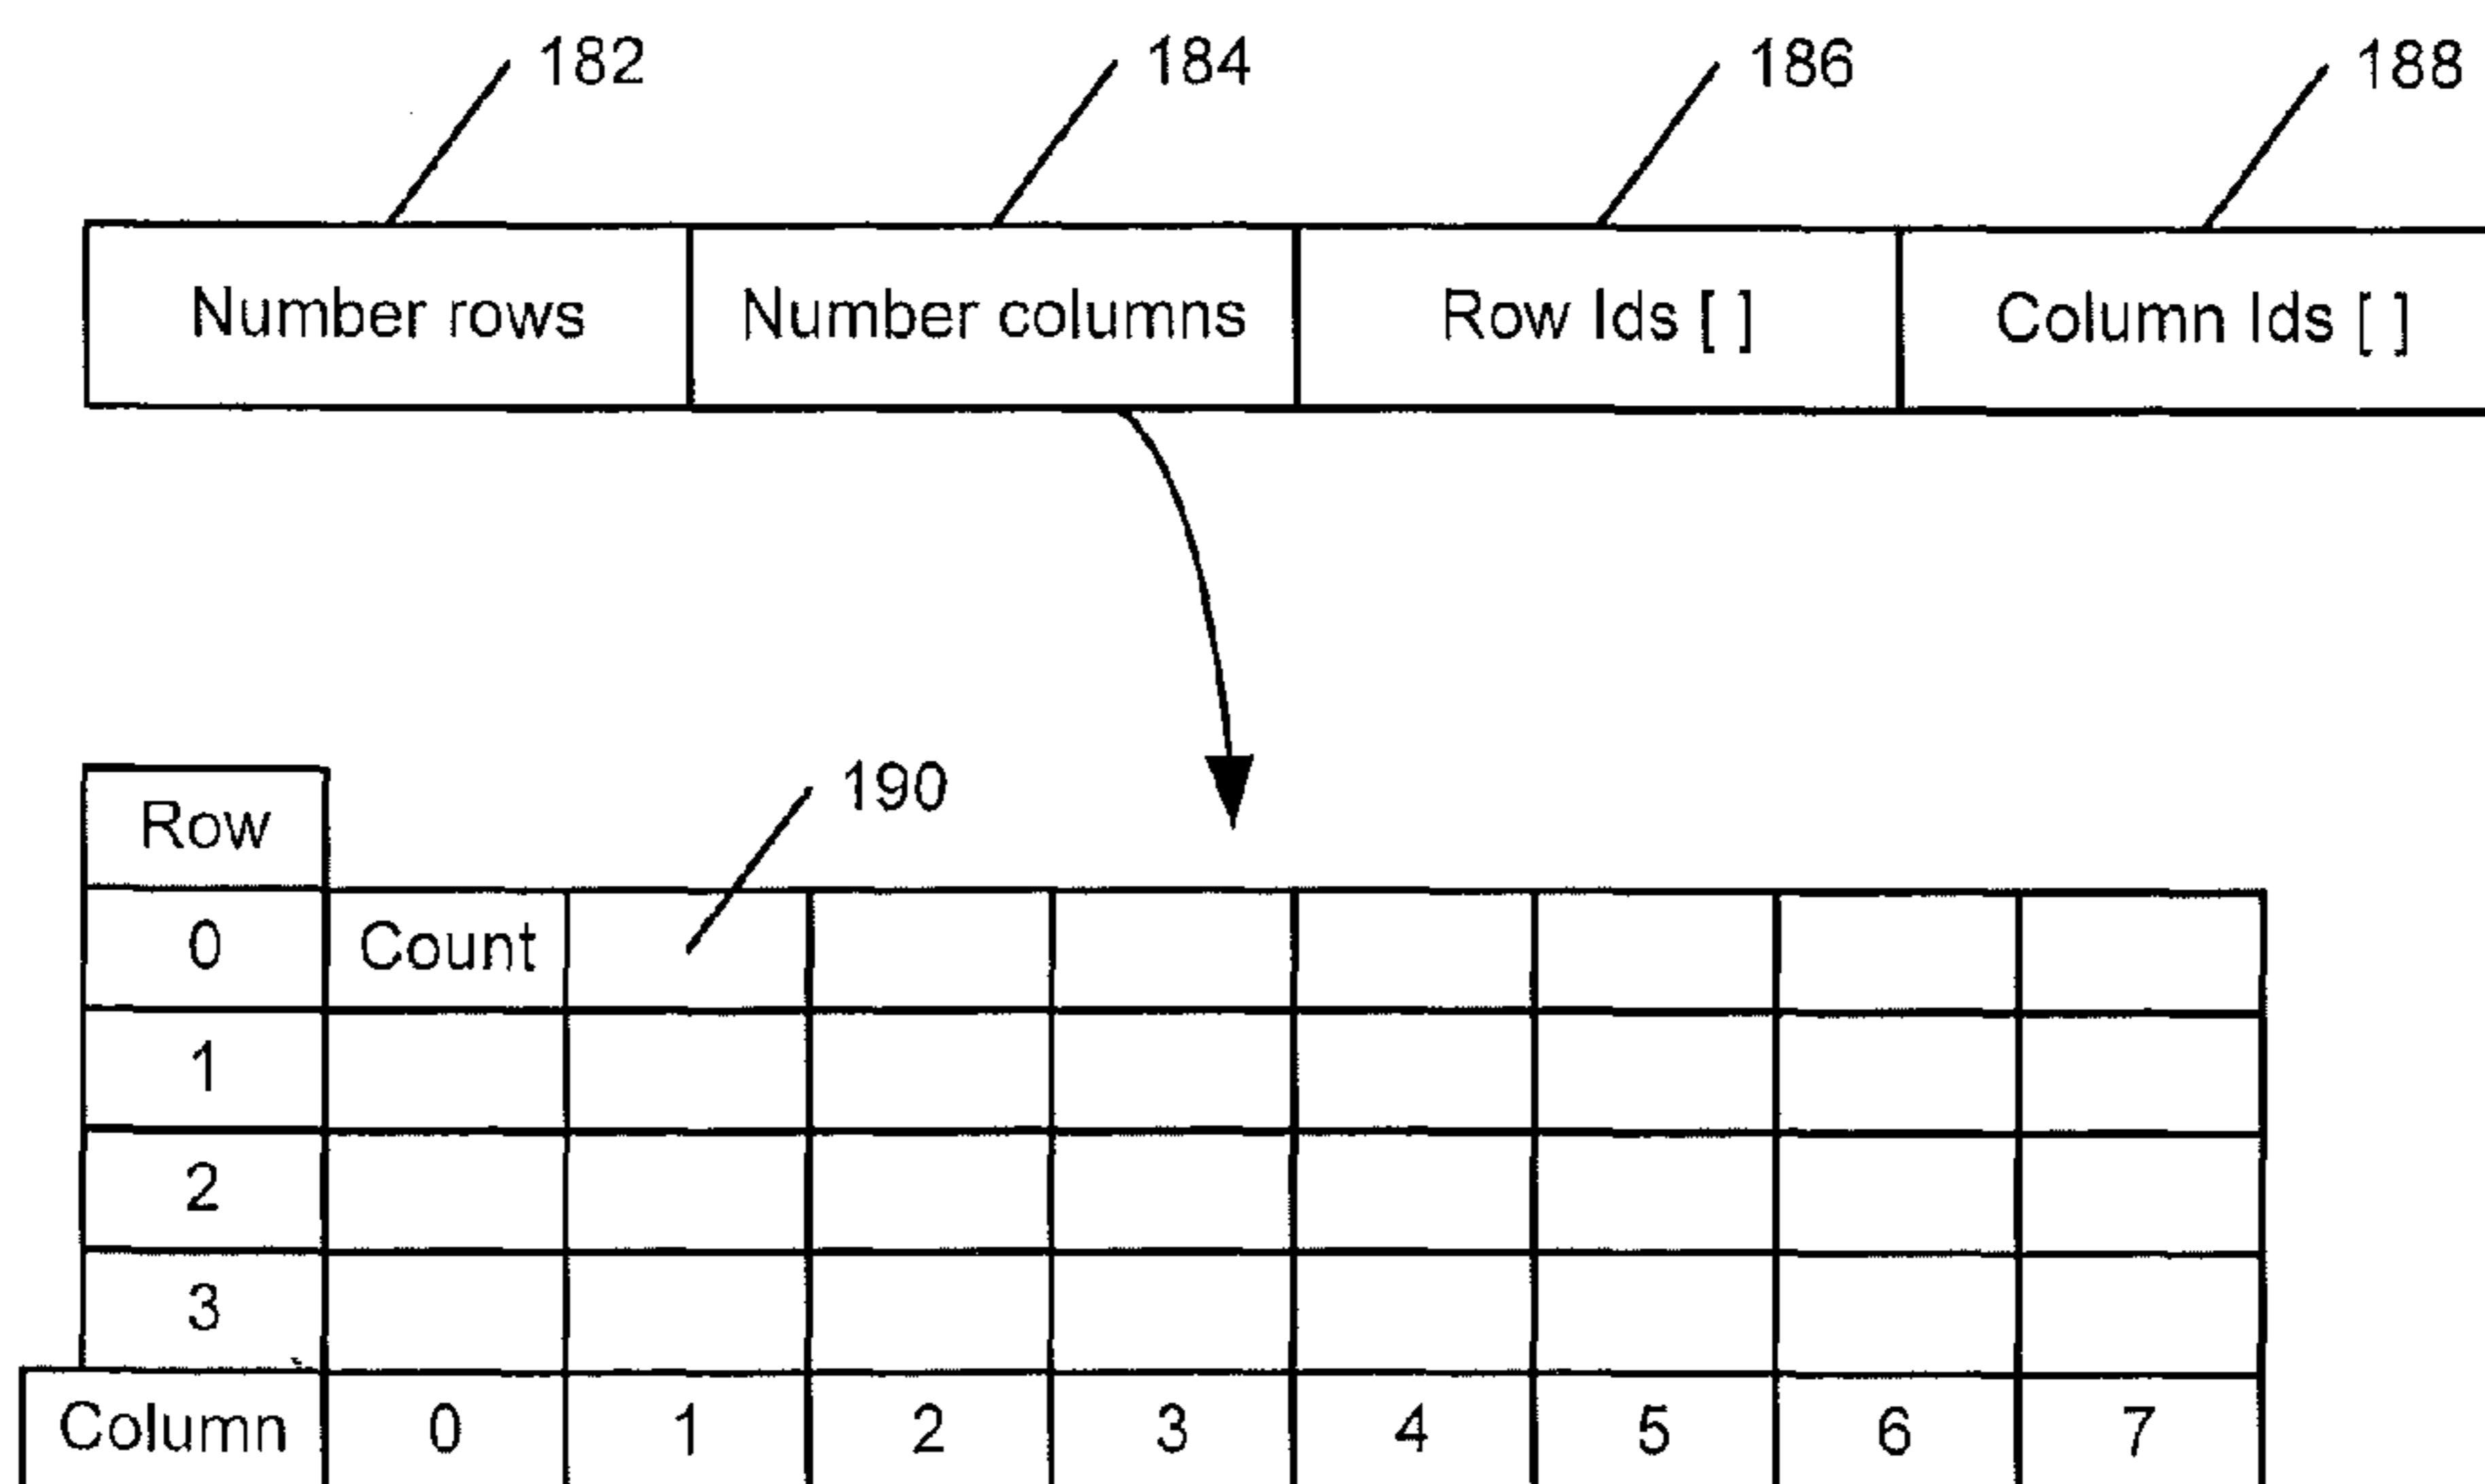 182 184 186 188
Number rows Number columns Row Ids [ ] Column Ids [ ]
190
Row
0 Count
1
2
3
Column 0 1 2 3 4 5 6 7